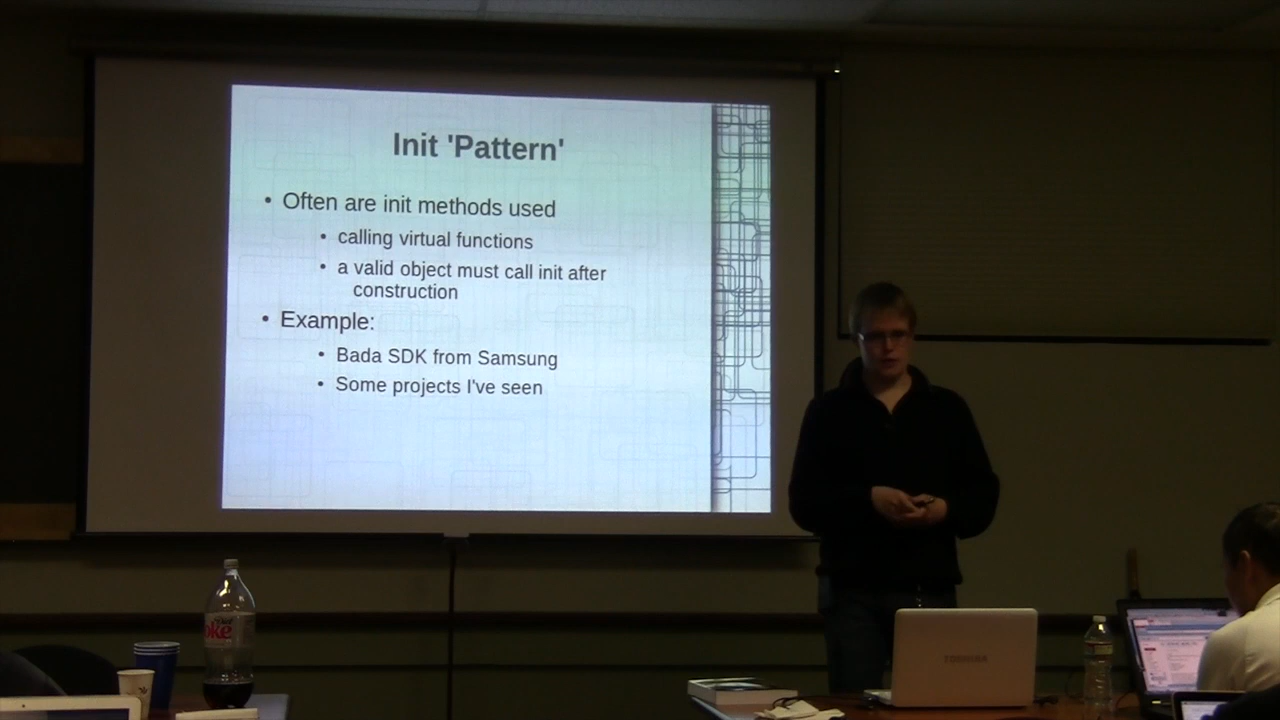 Init 'Pattern'
• Often are init methods used
• calling virtual functions
• a valid object must call init after
construction
• Example:
• Bada SDK from Samsung
• Some projects I've seen
oke
TOSHIBA